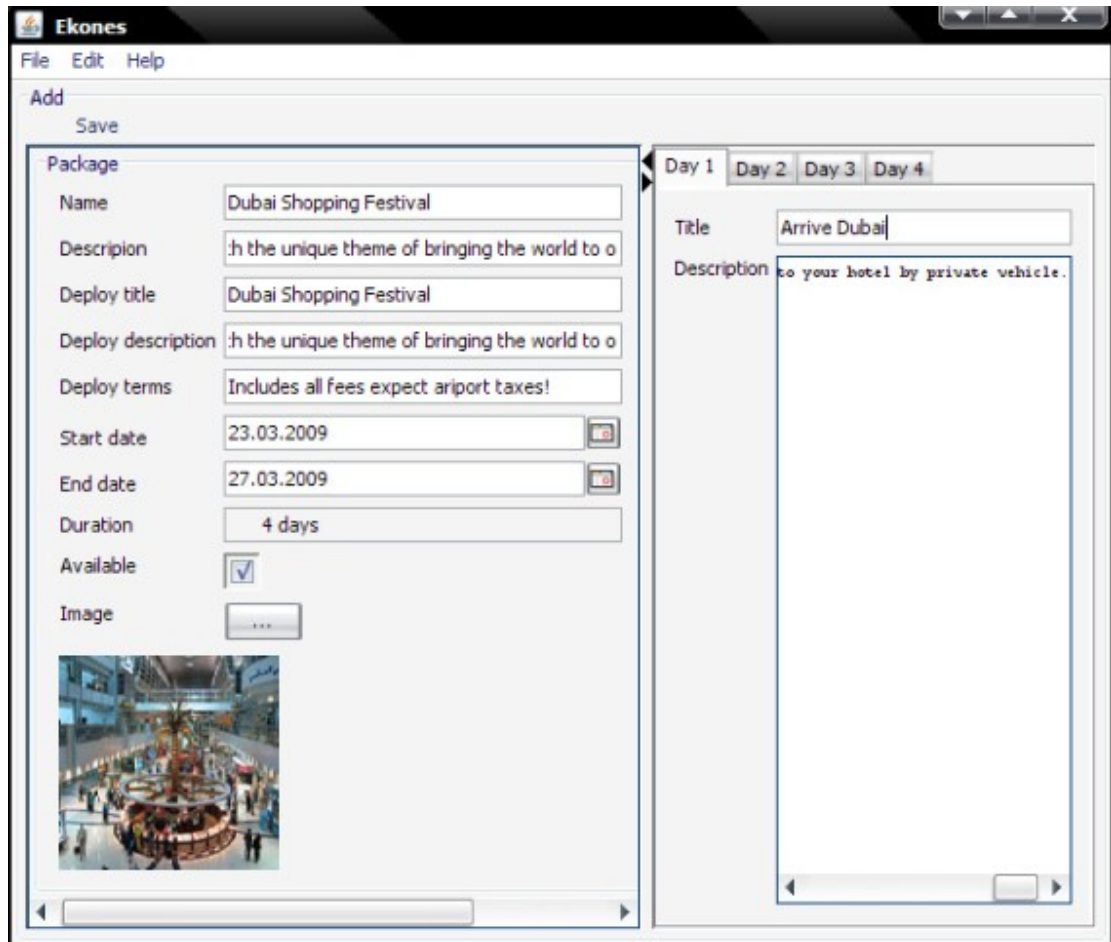 Ekones
File Edit Help
Add
Save
Package
Name Dubai Shopping Festival
Descripion :h the unique theme of bringing the world to o
Deploy title Dubai Shopping Festival
Deploy description :h the unique theme of bringing the world to o
Deploy terms Includes all fees expect ariport taxes!
Start date 23.03.2009
End date 27.03.2009
Duration 4 days
Available
Image ...
Day 1 Day 2 Day 3 Day 4
Title Arrive Dubai
Description to your hotel by private vehicle.